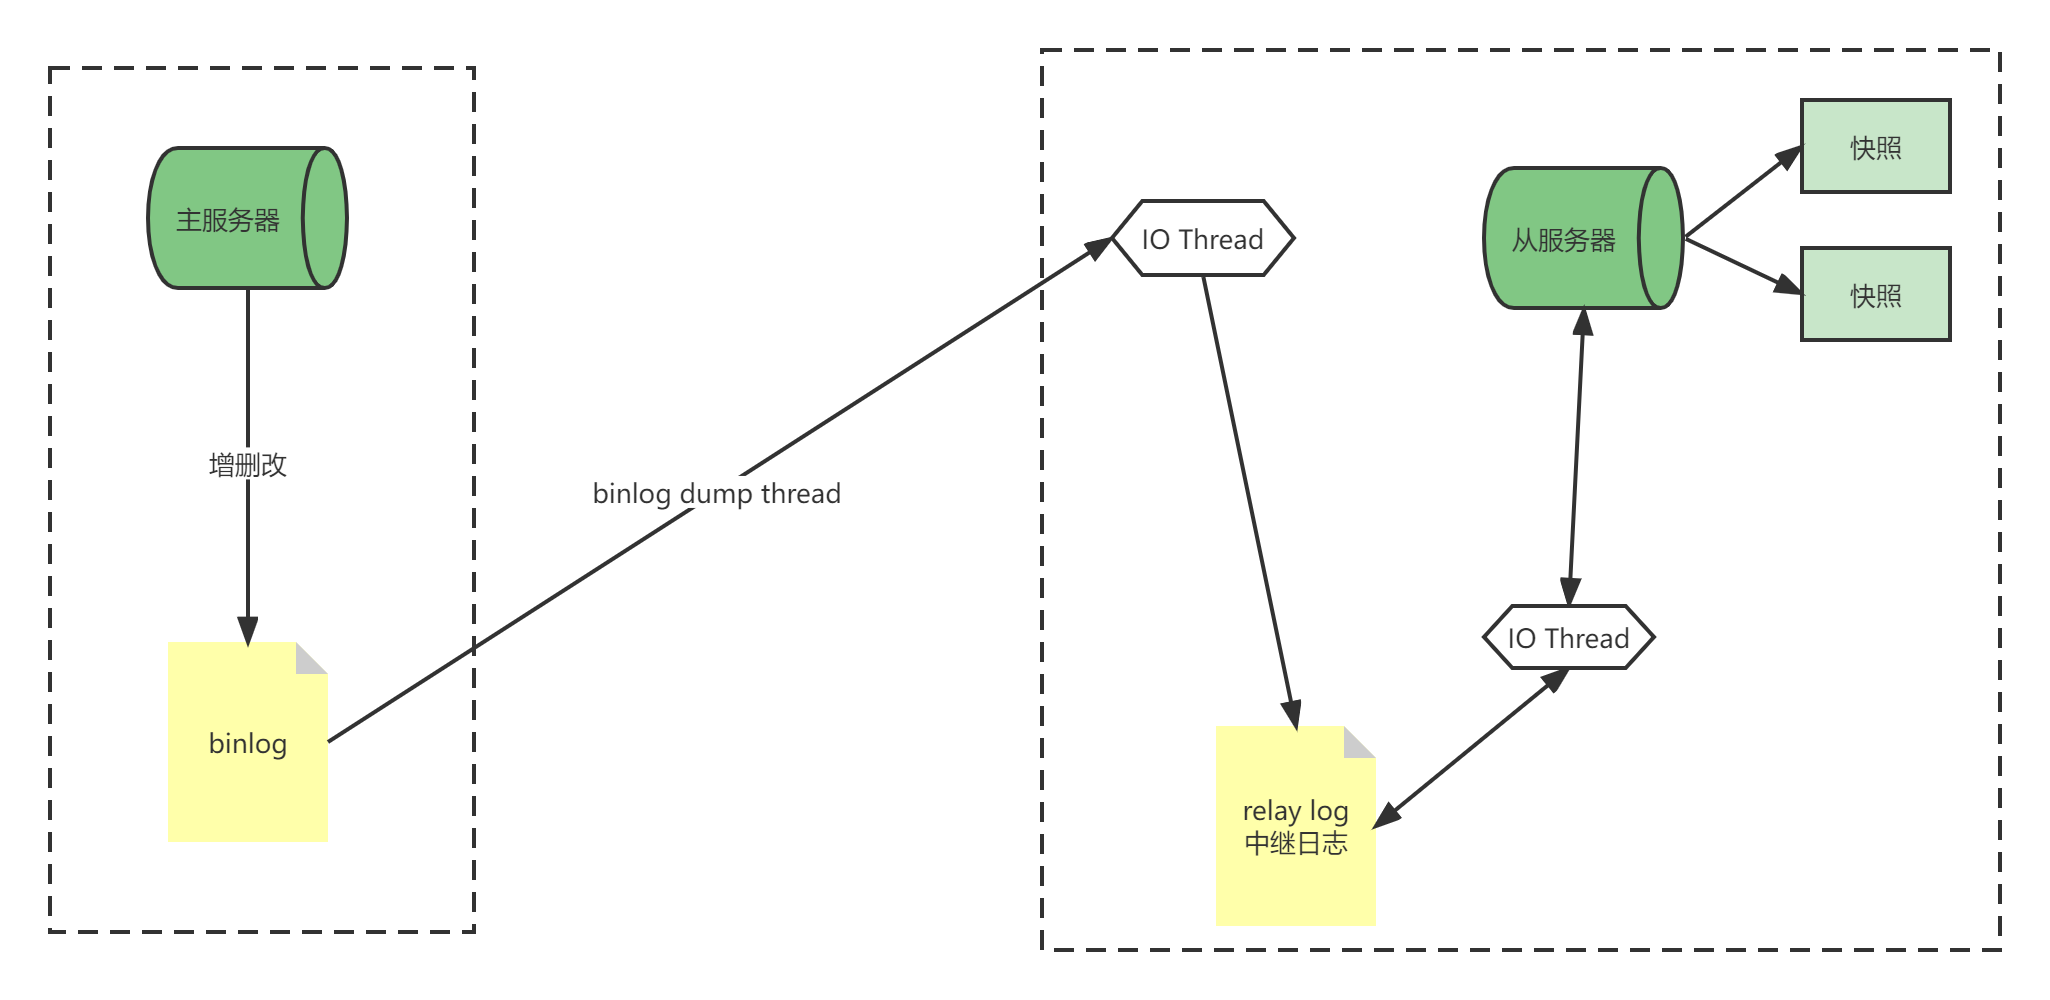 主服务器
增删改
binlog
binlog dump thread
IO Thread
relay log
中继日志
IO Thread
从服务器
快照
快照